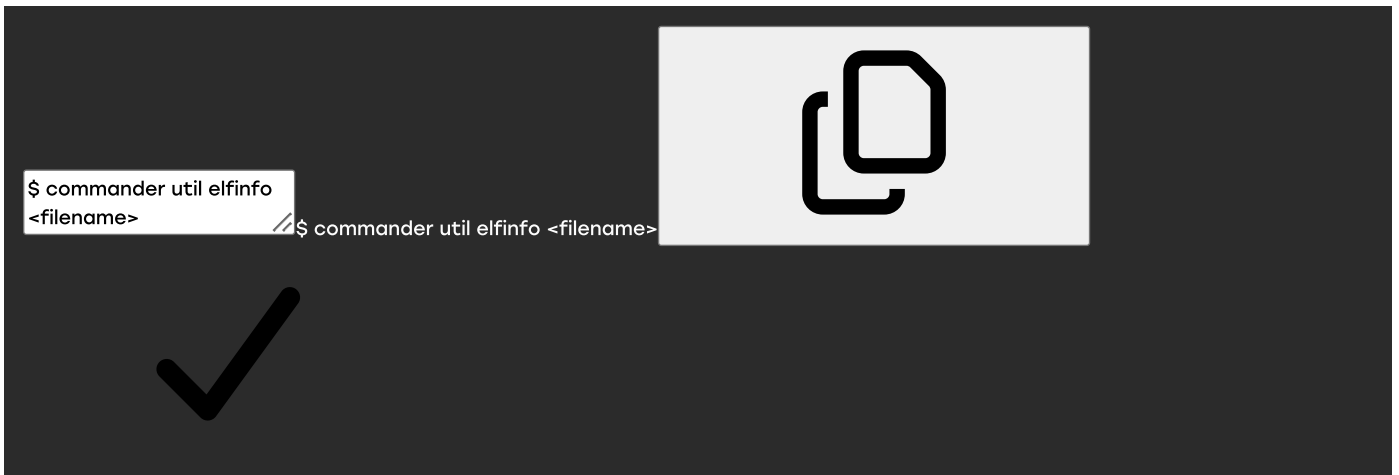 $ commander util elfinfo
<filename>
$ commander util elfinfo <filename>